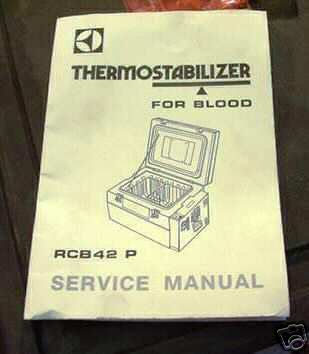 THERMOSTABILIZER
FOR BLOOD
RCB42 P
SERVICE MANUAL